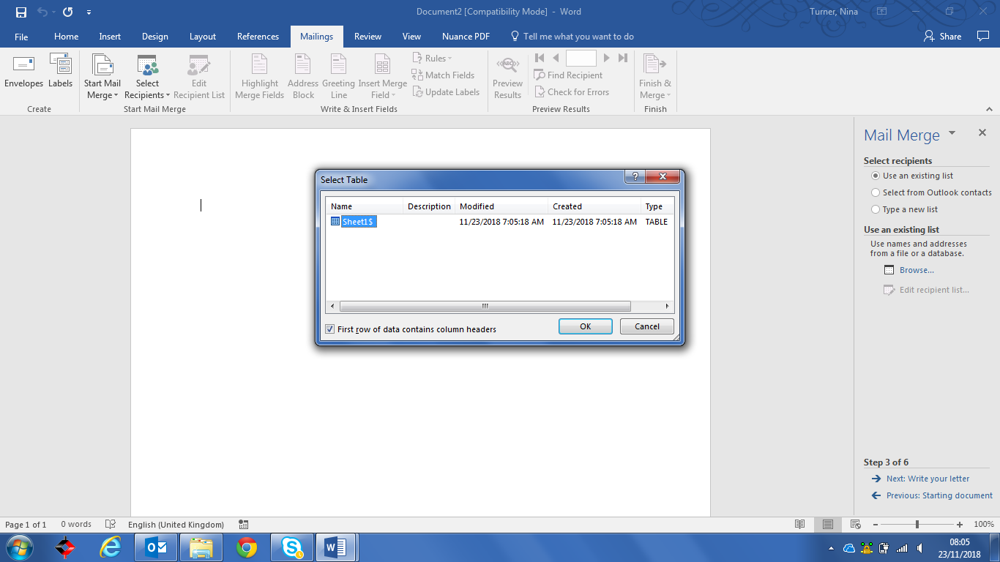 Document2 [Compatibility Mode] - Word
Turner, Nina
File Home Insert Design Layout References Mailings Review View Nuance PDF Tell me what you want to do Share
Envelopes Labels
Create
Start Mail Merge
Select Recipients
Edit Recipient List
Start Mail Merge
Highlight Merge Fields
Address Block
Greeting Line
Insert Merge Field
Rules
Match Fields
Update Labels
Write & Insert Fields
Preview Results
ABC
Find Recipient
Check for Errors
Preview Results
Finish & Merge
Finish
Select Table
Name Description Modified Created Type
Sheet1$ 11/23/2018 7:05:18 AM 11/23/2018 7:05:18 AM TABLE
First row of data contains column headers
OK Cancel
Mail Merge
Select recipients
Use an existing list
Select from Outlook contacts
Type a new list
Use an existing list
Use names and addresses
from a file or a database.
Browse...
Edit recipient list...
Step 3 of 6
Next: Write your letter
Previous: Starting document
Page 1 of 1 0 words English (United Kingdom) 100%
08:05
23/11/2018